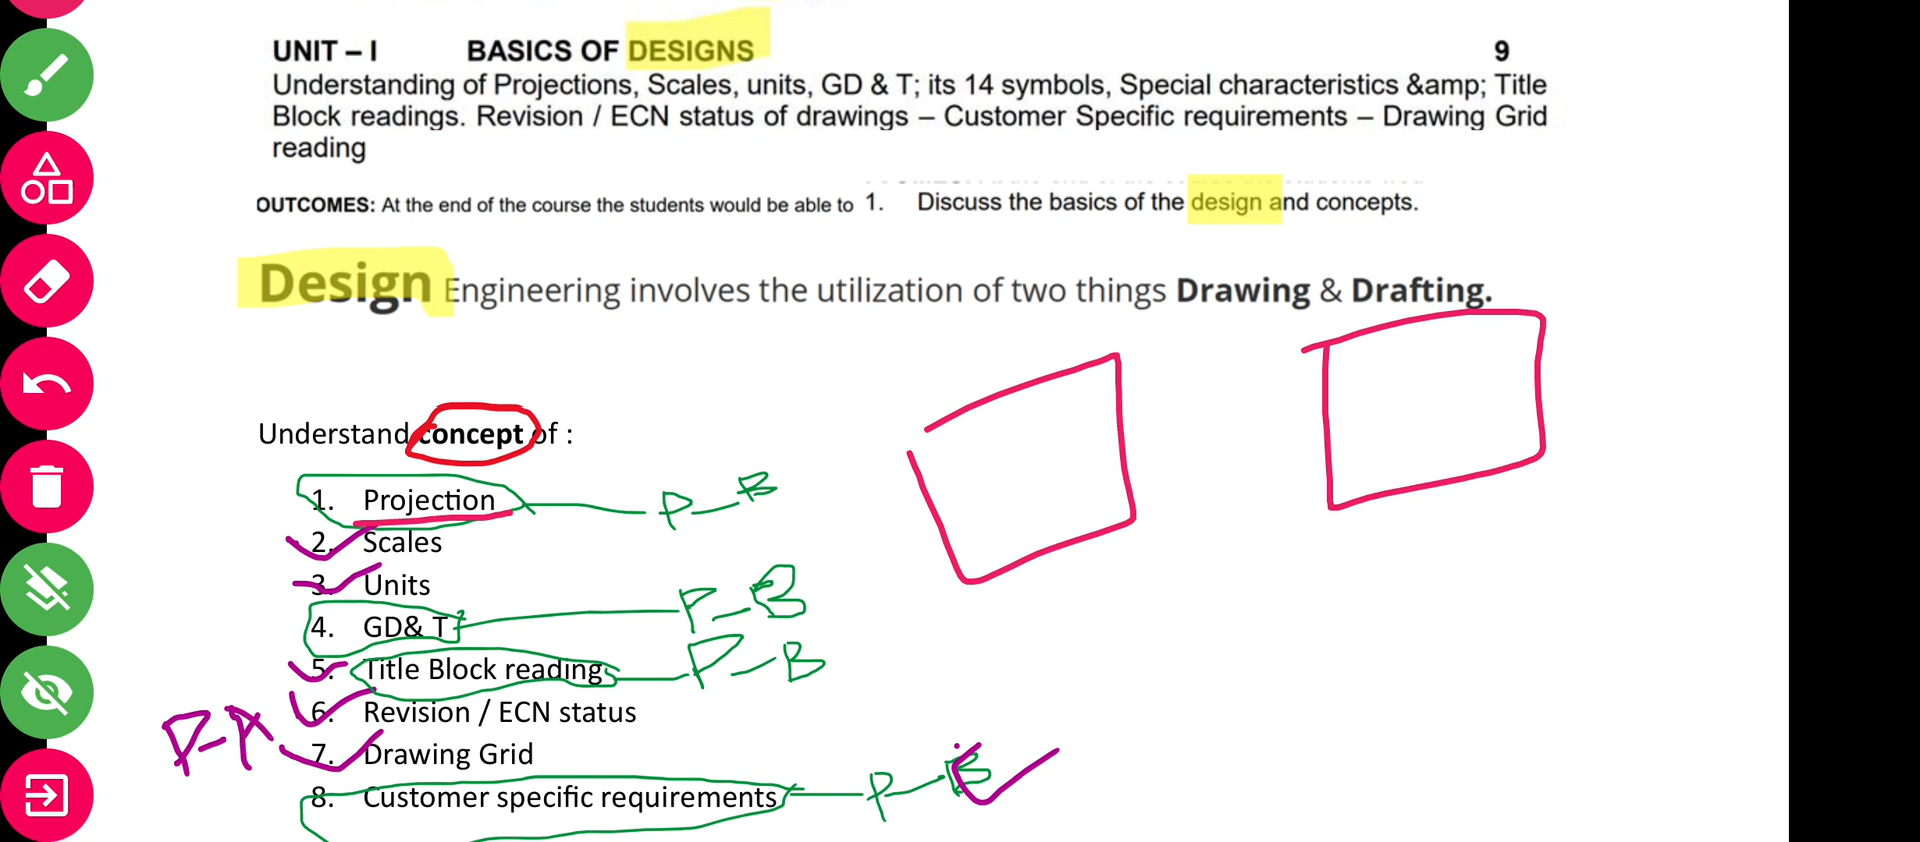 UNIT – I BASICS OF DESIGNS 9
Understanding of Projections, Scales, units, GD & T; its 14 symbols, Special characteristics &amp; Title
Block readings. Revision / ECN status of drawings – Customer Specific requirements – Drawing Grid
reading
OUTCOMES: At the end of the course the students would be able to 1. Discuss the basics of the design and concepts.
Design Engineering involves the utilization of two things Drawing & Drafting.
Understand concept of :
1. Projection P-B
2. Scales
3. Units
4. GD& T P-B
5. Title Block reading P-B
6. Revision / ECN status
P-A 7. Drawing Grid
8. Customer specific requirements P-B